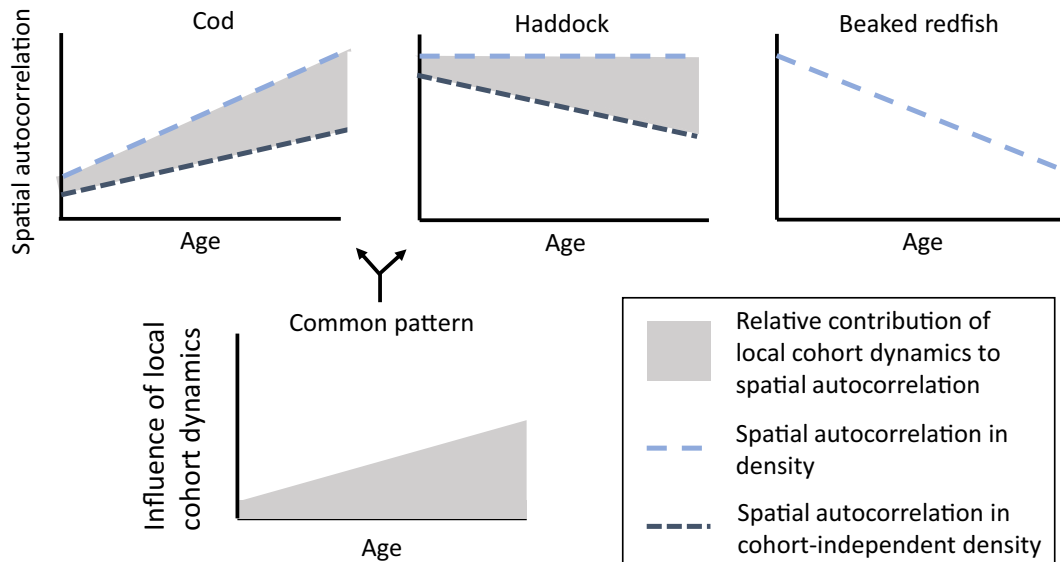 Cod
Haddock
Beaked redfish
Spatial autocorrelation
Age
Age
Age
Common pattern
Influence of local
cohort dynamics
Age
Relative contribution of
local cohort dynamics to
spatial autocorrelation
Spatial autocorrelation in
density
Spatial autocorrelation in
cohort-independent density